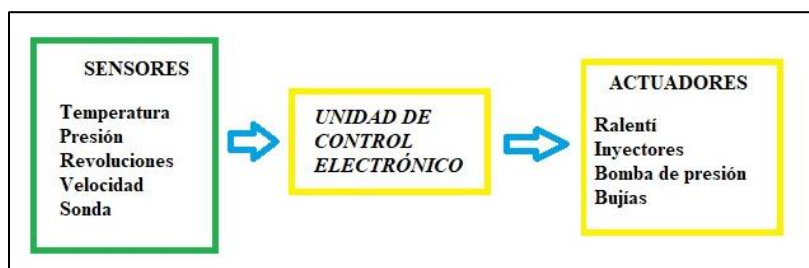 SENSORES
Temperatura
Presión
Revoluciones
Velocidad
Sonda
UNIDAD DE
CONTROL
ELECTRÓNICO
ACTUADORES
Ralentí
Inyectores
Bomba de presión
Bujías